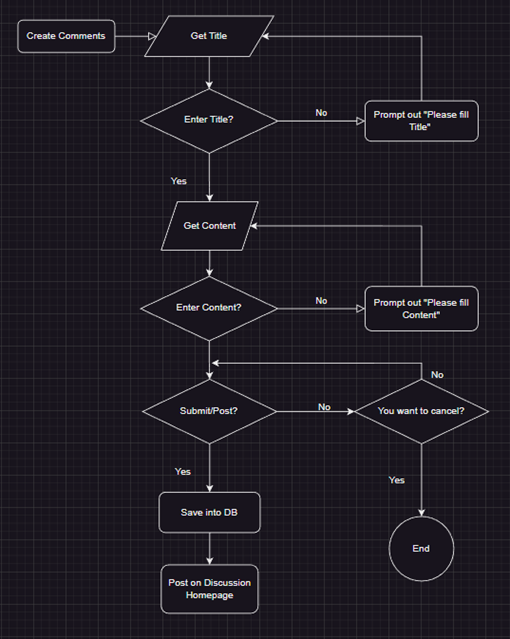 Create Comments
Get Title
Enter Title?
No
Prompt out "Please fill
Title"
Yes
Get Content
Enter Content?
No
Prompt out "Please fill
Content"
No
Submit/Post?
No
You want to cancel?
Yes
Yes
Save into DB
End
Post on Discussion
Homepage